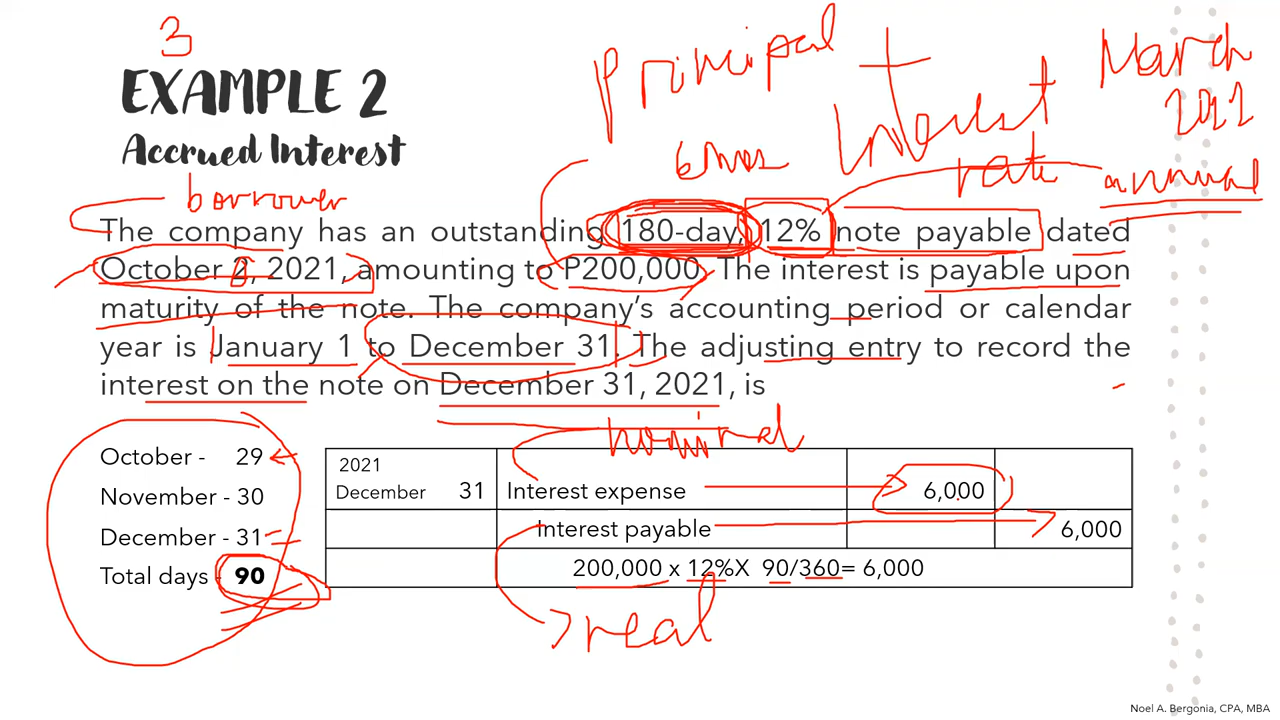 3
Principal + Interest March
2022
EXAMPLE 2
Accrued Interest
6 mos rate annual
borrower
The company has an outstanding 180-day, 12% note payable dated
October 2, 2021, amounting to P200,000. The interest is payable upon
maturity of the note. The company's accounting period or calendar
year is January 1 to December 31. The adjusting entry to record the
interest on the note on December 31, 2021, is
nominal
October - 29
November - 30
December - 31
Total days - 90
2021
December 31 Interest expense 6,000
Interest payable 6,000
200,000 x 12%X 90/360= 6,000
real
Noel A. Bergonia, CPA, MBA